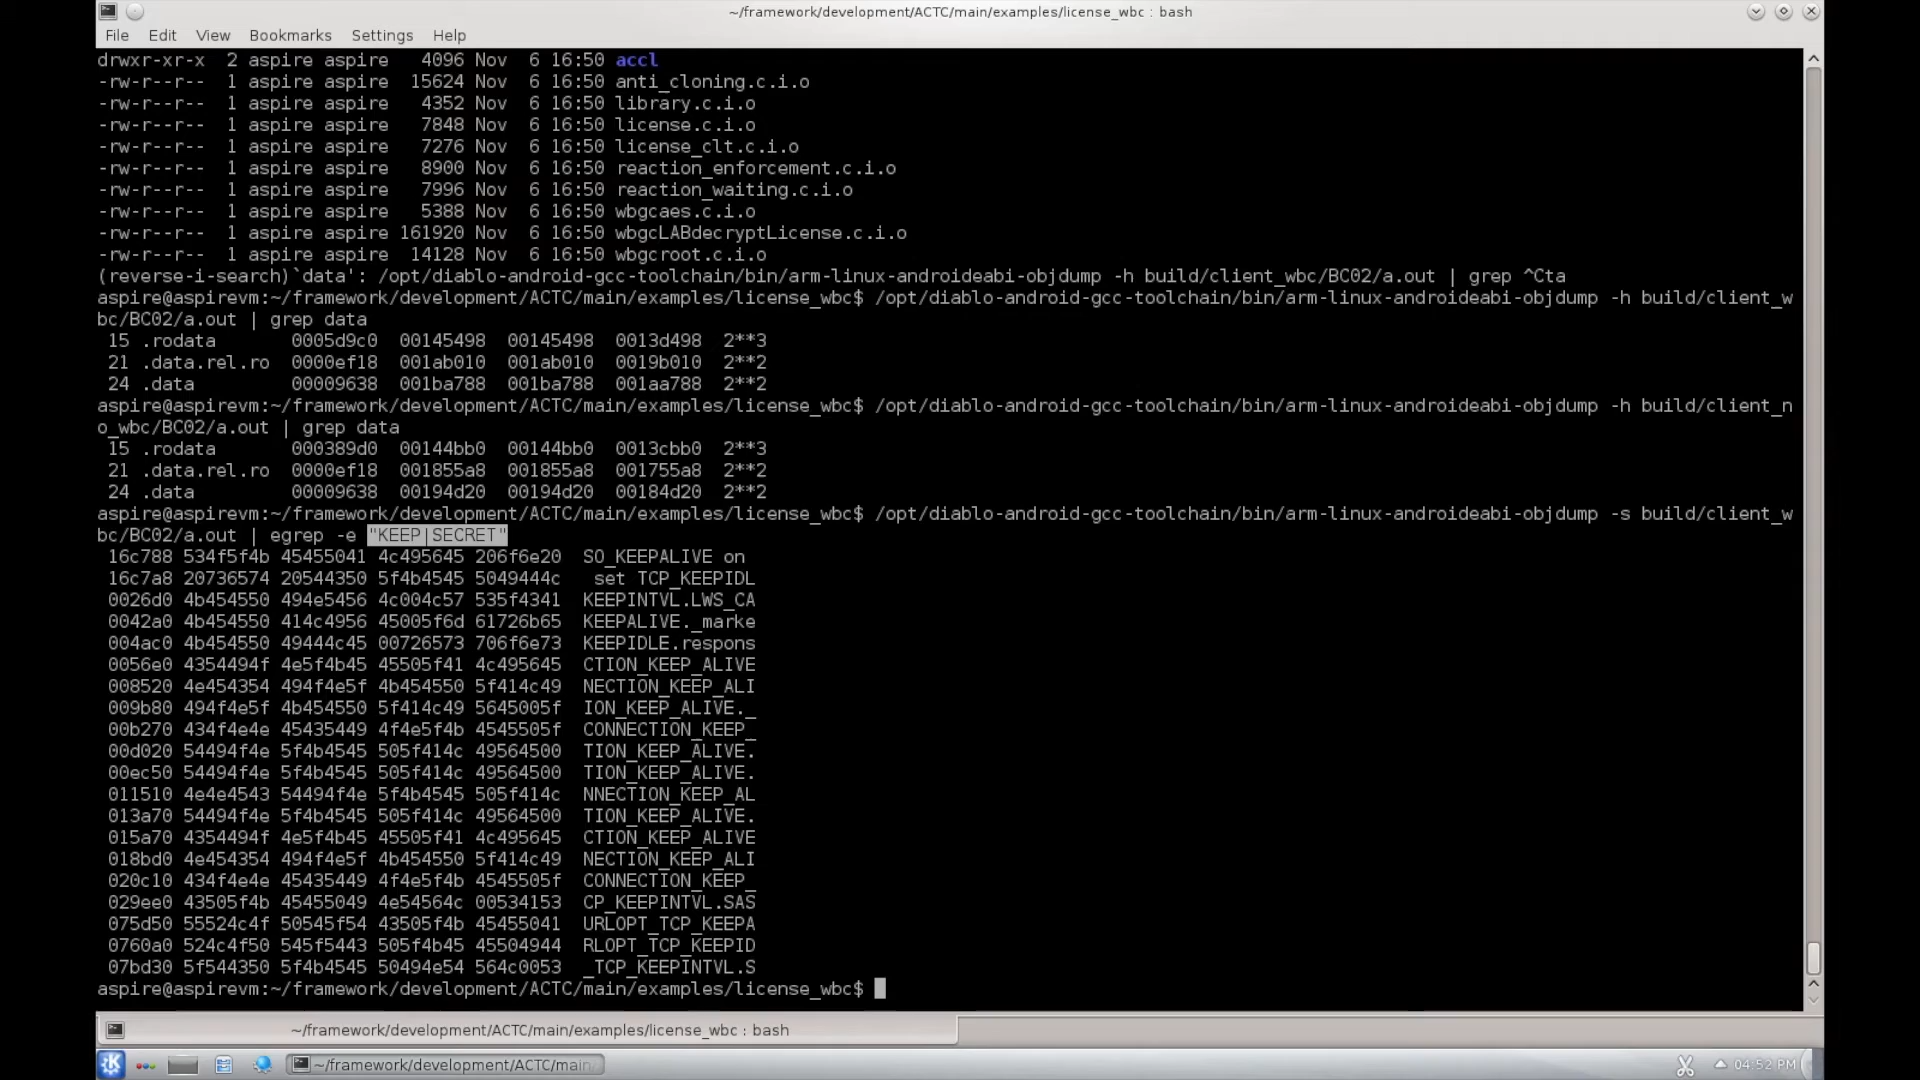 ~/framework/development/ACTC/main/examples/license_wbc : bash
File Edit View Bookmarks Settings Help
drwxr-xr-x  2 aspire aspire   4096 Nov  6 16:50 accl
-rw-r--r--  1 aspire aspire  15624 Nov  6 16:50 anti_cloning.c.i.o
-rw-r--r--  1 aspire aspire   4352 Nov  6 16:50 library.c.i.o
-rw-r--r--  1 aspire aspire   7848 Nov  6 16:50 license.c.i.o
-rw-r--r--  1 aspire aspire   7276 Nov  6 16:50 license_clt.c.i.o
-rw-r--r--  1 aspire aspire   8900 Nov  6 16:50 reaction_enforcement.c.i.o
-rw-r--r--  1 aspire aspire   7996 Nov  6 16:50 reaction_waiting.c.i.o
-rw-r--r--  1 aspire aspire   5388 Nov  6 16:50 wbgcaes.c.i.o
-rw-r--r--  1 aspire aspire 161920 Nov  6 16:50 wbgcLABdecryptLicense.c.i.o
-rw-r--r--  1 aspire aspire  14128 Nov  6 16:50 wbgcroot.c.i.o
(reverse-i-search)`data': /opt/diablo-android-gcc-toolchain/bin/arm-linux-androideabi-objdump -h build/client_wbc/BC02/a.out | grep ^Cta
aspire@aspirevm:~/framework/development/ACTC/main/examples/license_wbc$ /opt/diablo-android-gcc-toolchain/bin/arm-linux-androideabi-objdump -h build/client_w
bc/BC02/a.out | grep data
 15 .rodata       0005d9c0  00145498  00145498  0013d498  2**3
 21 .data.rel.ro  0000ef18  001ab010  001ab010  0019b010  2**2
 24 .data         00009638  001ba788  001ba788  001aa788  2**2
aspire@aspirevm:~/framework/development/ACTC/main/examples/license_wbc$ /opt/diablo-android-gcc-toolchain/bin/arm-linux-androideabi-objdump -h build/client_n
o_wbc/BC02/a.out | grep data
 15 .rodata       000389d0  00144bb0  00144bb0  0013cbb0  2**3
 21 .data.rel.ro  0000ef18  001855a8  001855a8  001755a8  2**2
 24 .data         00009638  00194d20  00194d20  00184d20  2**2
aspire@aspirevm:~/framework/development/ACTC/main/examples/license_wbc$ /opt/diablo-android-gcc-toolchain/bin/arm-linux-androideabi-objdump -s build/client_w
bc/BC02/a.out | egrep -e "KEEP|SECRET"
 16c788 534f5f4b 45455041 4c495645 206f6e20  SO_KEEPALIVE on
 16c7a8 20736574 20544350 5f4b4545 5049444c   set TCP_KEEPIDL
 0026d0 4b454550 494e5456 4c004c57 535f4341  KEEPINTVL.LWS_CA
 0042a0 4b454550 414c4956 45005f6d 61726b65  KEEPALIVE._marke
 004ac0 4b454550 49444c45 00726573 706f6e73  KEEPIDLE.respons
 0056e0 4354494f 4e5f4b45 45505f41 4c495645  CTION_KEEP_ALIVE
 008520 4e454354 494f4e5f 4b454550 5f414c49  NECTION_KEEP_ALI
 009b80 494f4e5f 4b454550 5f414c49 5645005f  ION_KEEP_ALIVE._
 00b270 434f4e4e 45435449 4f4e5f4b 4545505f  CONNECTION_KEEP_
 00d020 54494f4e 5f4b4545 505f414c 49564500  TION_KEEP_ALIVE.
 00ec50 54494f4e 5f4b4545 505f414c 49564500  TION_KEEP_ALIVE.
 011510 4e4e4543 54494f4e 5f4b4545 505f414c  NNECTION_KEEP_AL
 013a70 54494f4e 5f4b4545 505f414c 49564500  TION_KEEP_ALIVE.
 015a70 4354494f 4e5f4b45 45505f41 4c495645  CTION_KEEP_ALIVE
 018bd0 4e454354 494f4e5f 4b454550 5f414c49  NECTION_KEEP_ALI
 020c10 434f4e4e 45435449 4f4e5f4b 4545505f  CONNECTION_KEEP_
 029ee0 43505f4b 45455049 4e54564c 00534153  CP_KEEPINTVL.SAS
 075d50 55524c4f 50545f54 43505f4b 45455041  URLOPT_TCP_KEEPA
 0760a0 524c4f50 545f5443 505f4b45 45504944  RLOPT_TCP_KEEPID
 07bd30 5f544350 5f4b4545 50494e54 564c0053  _TCP_KEEPINTVL.S
aspire@aspirevm:~/framework/development/ACTC/main/examples/license_wbc$
~/framework/development/ACTC/main/examples/license_wbc : bash
~/framework/development/ACTC/main
04:52 PM